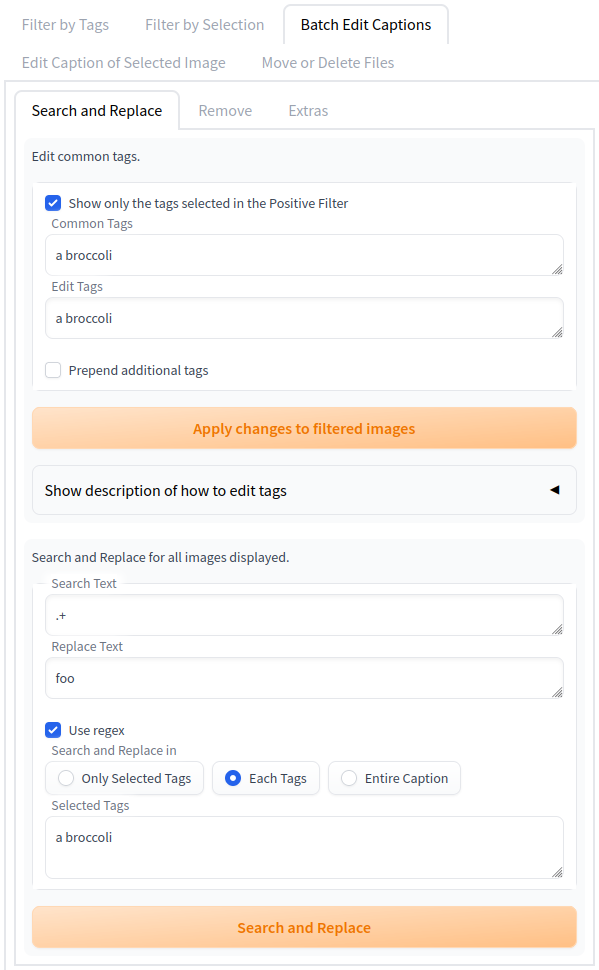 Filter by Tags Filter by Selection Batch Edit Captions
Edit Caption of Selected Image Move or Delete Files
Search and Replace Remove Extras
Edit common tags.
Show only the tags selected in the Positive Filter
Common Tags
a broccoli
Edit Tags
a broccoli
Prepend additional tags
Apply changes to filtered images
Show description of how to edit tags
Search and Replace for all images displayed.
Search Text
.+
Replace Text
foo
Use regex
Search and Replace in
Only Selected Tags Each Tags Entire Caption
Selected Tags
a broccoli
Search and Replace